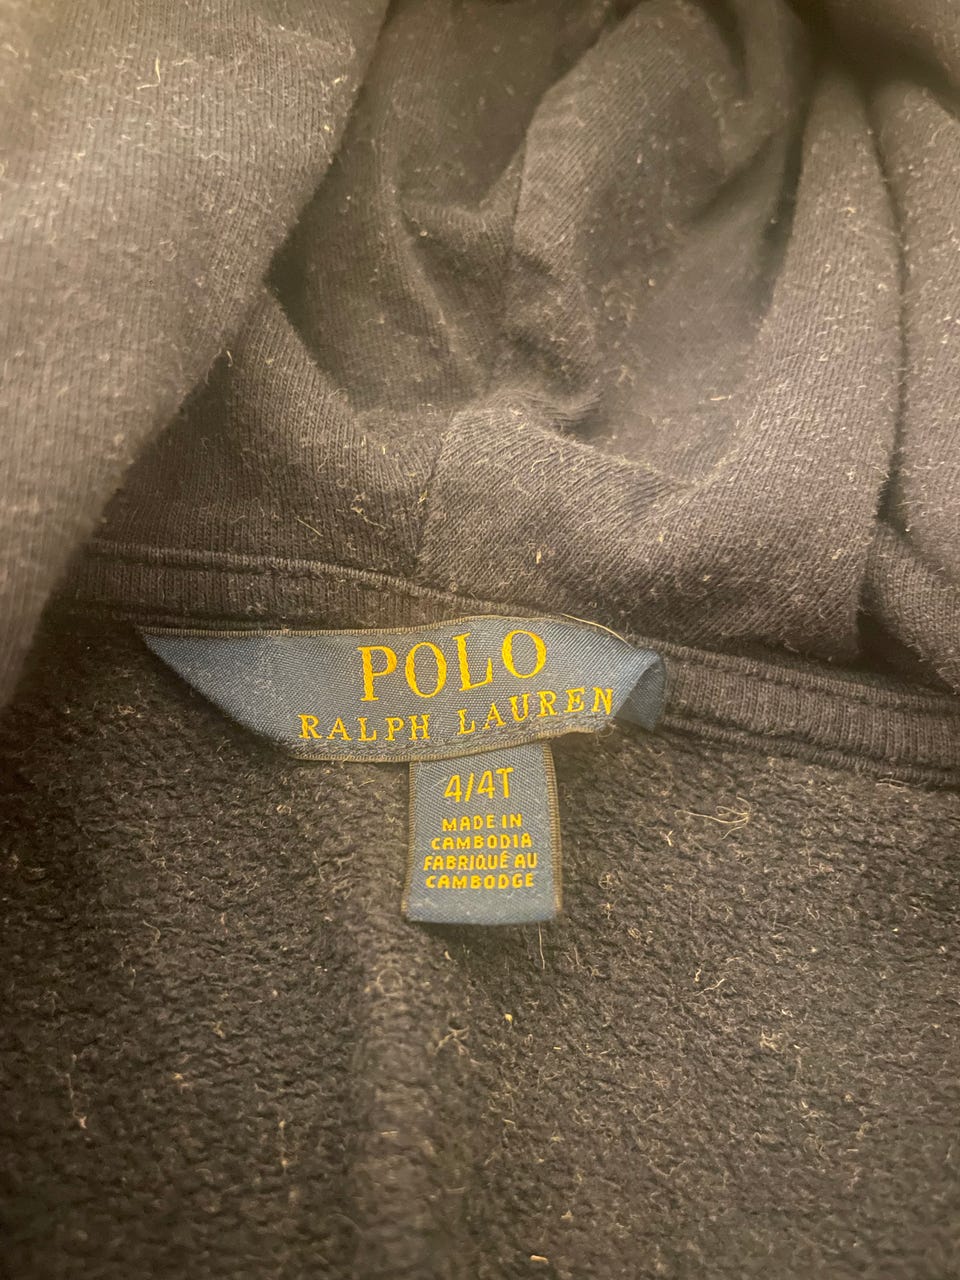 POLO
RALPH LAUREN
4/4T
MADE IN
CAMBODIA
FABRIQUÉ AU
CAMBODGE